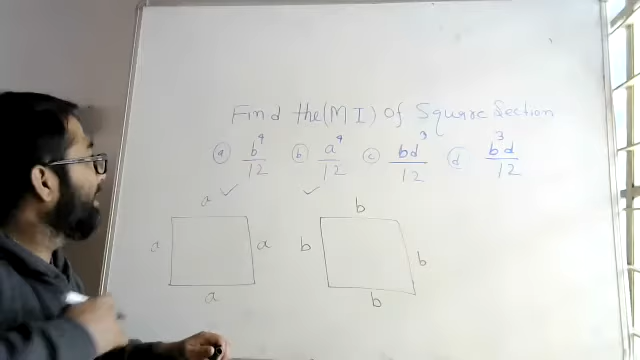 Find the (M I) Of Square Section
(a) b⁴/12 (b) a⁴/12 (c) bd³/12 (d) b³d/12
a b
a a b b
a b